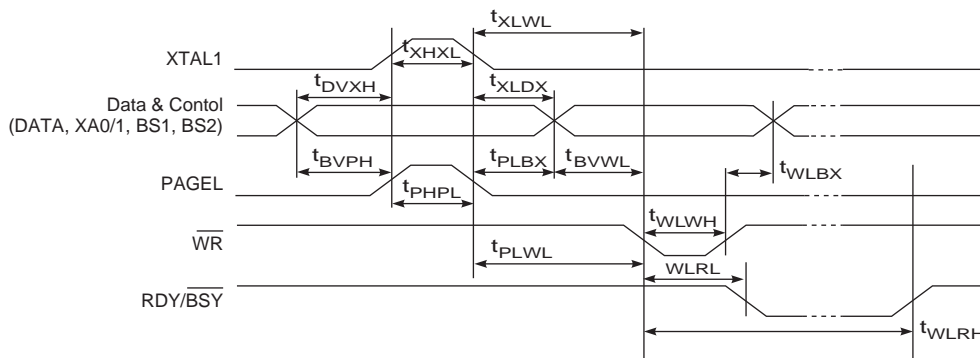 tXLWL
XTAL1
tXHXL
tDVXH
tXLDX
Data & Contol
(DATA, XA0/1, BS1, BS2)
tBVPH
tPLBX
tBVWL
tWLBX
PAGEL
tPHPL
tWLWH
WR
tPLWL
WLRL
RDY/BSY
tWLRH